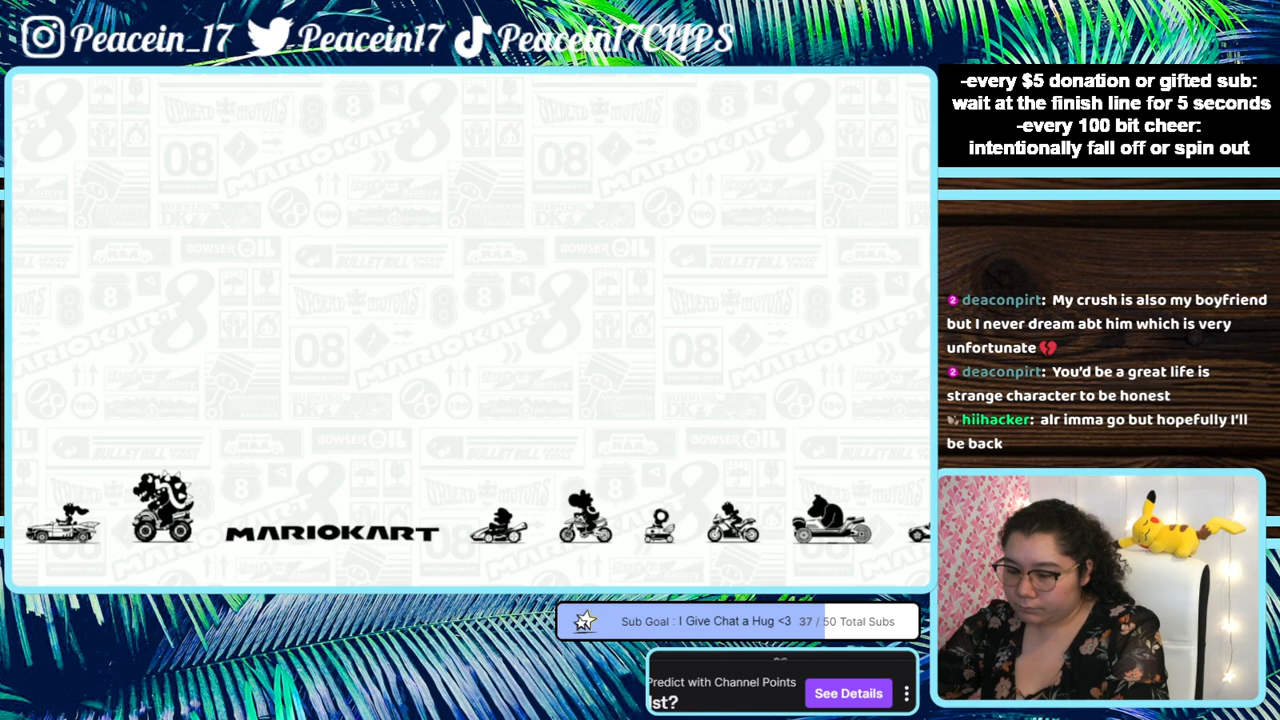 Peacein_17 Peacein17 Peacein17CLIPS
-every $5 donation or gifted sub:
wait at the finish line for 5 seconds
-every 100 bit cheer:
intentionally fall off or spin out
deaconpirt: My crush is also my boyfriend
but I never dream abt him which is very
unfortunate 💔
deaconpirt: You'd be a great life is
strange character to be honest
hiihacker: alr imma go but hopefully I'll
be back
MARIOKART
Sub Goal : I Give Chat a Hug <3 37 / 50 Total Subs
Predict with Channel Points
See Details